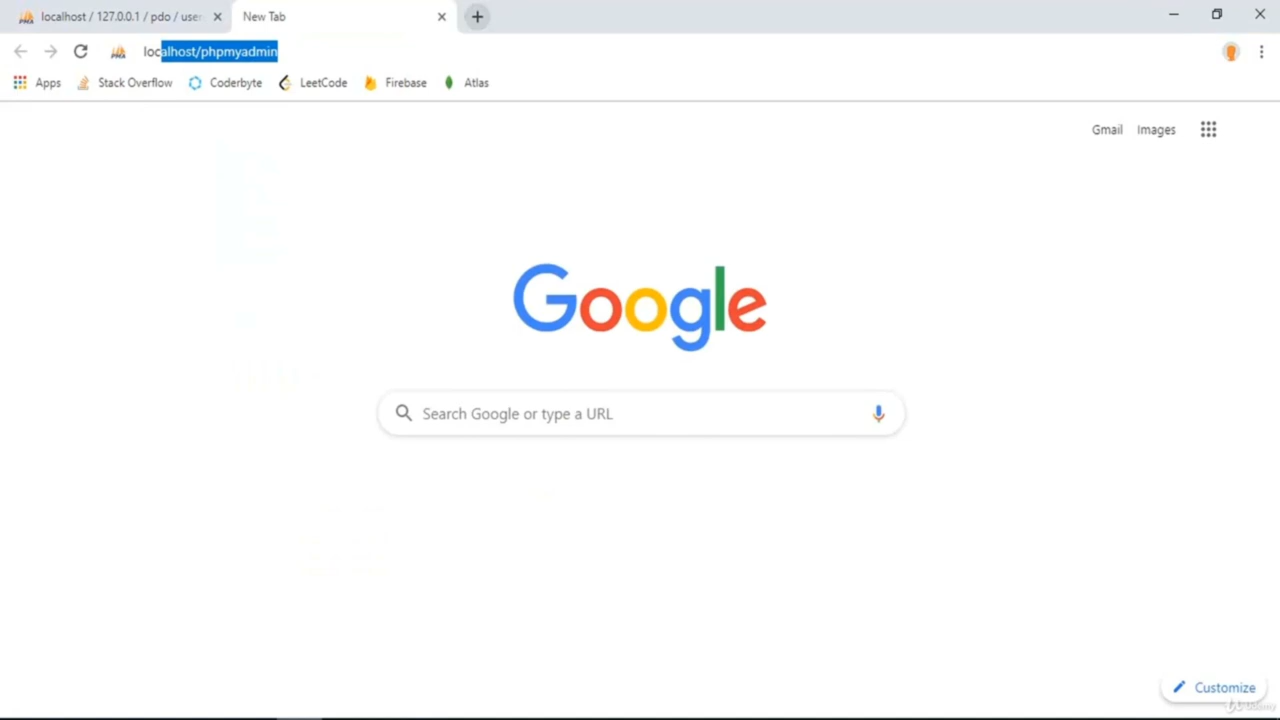 localhost / 127.0.0.1 / pdo / user
New Tab
localhost/phpmyadmin
Apps Stack Overflow Coderbyte LeetCode Firebase Atlas
Gmail Images
Google
Search Google or type a URL
Customize
Udemy